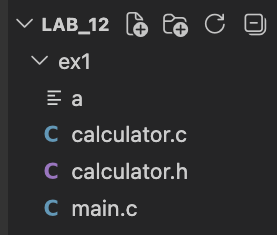 LAB_12
ex1
a
C calculator.c
C calculator.h
C main.c